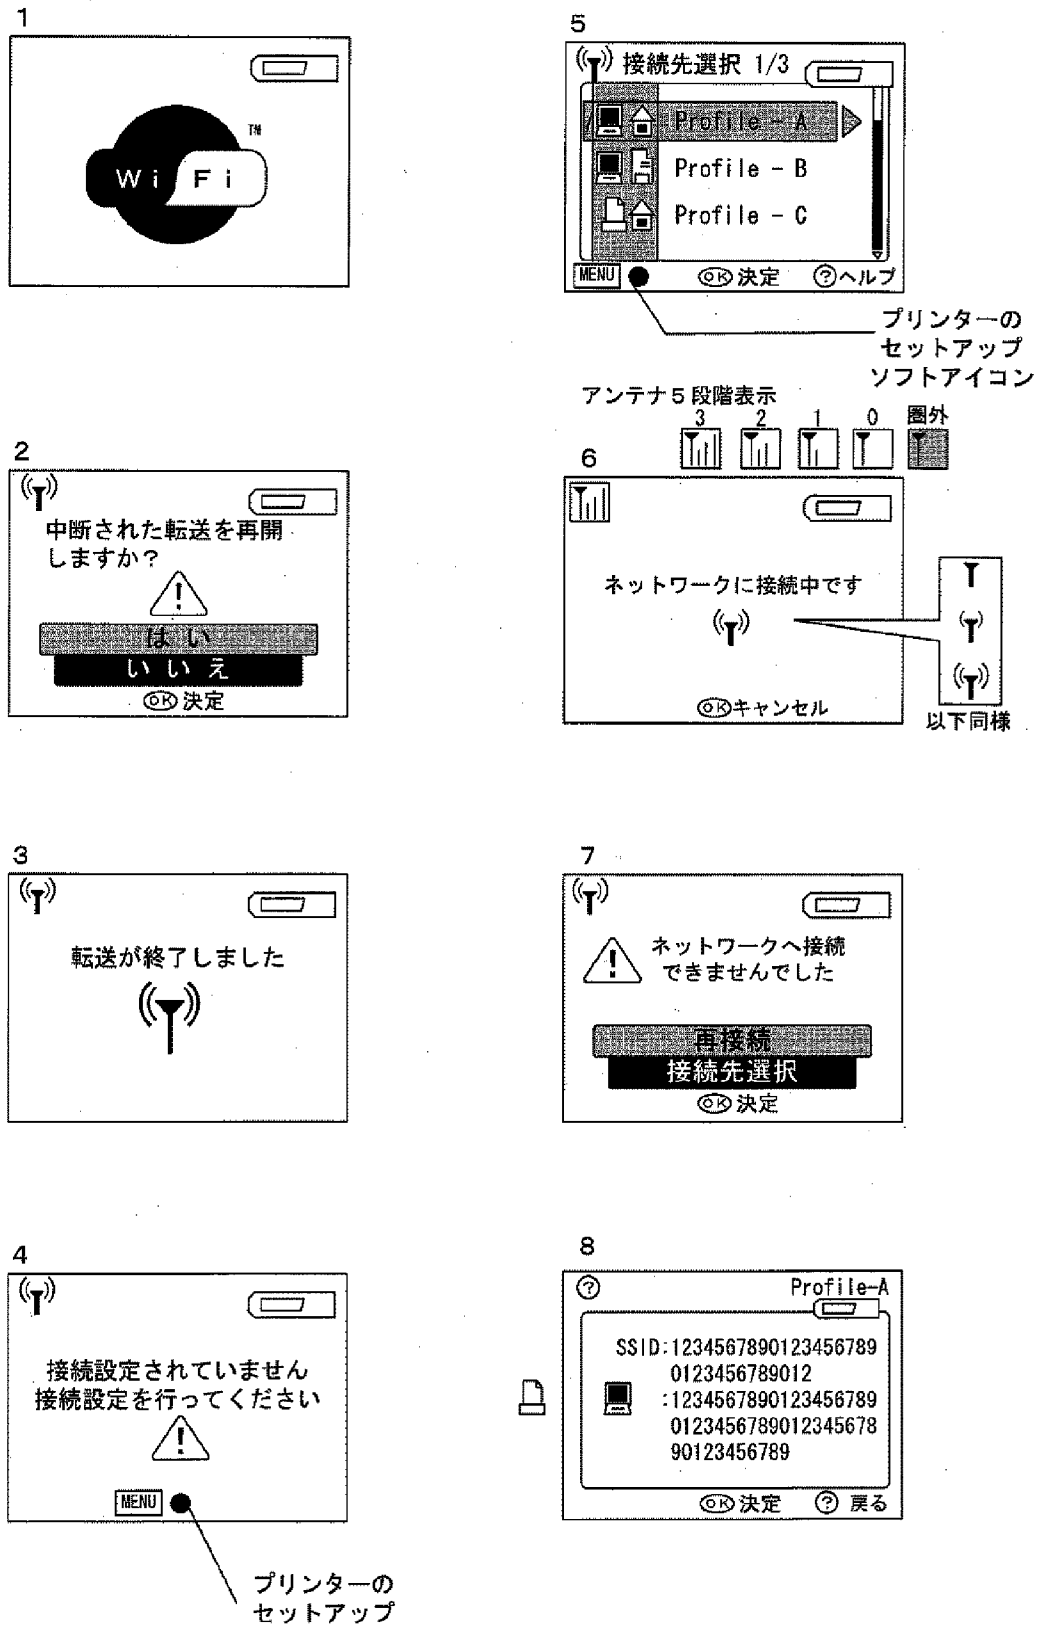 1
Wi Fi
TM
2
中断された転送を再開
しますか?
はい
いいえ
OK 決定
3
転送が終了しました
4
接続設定されていません
接続設定を行ってください
MENU
プリンターの
セットアップ
5
接続先選択 1/3
Profile - A
Profile - B
Profile - C
MENU OK 決定 ? ヘルプ
プリンターの
セットアップ
ソフトアイコン
アンテナ5段階表示
3 2 1 0 圏外
6
ネットワークに接続中です
OK キャンセル
以下同様
7
ネットワークへ接続
できませんでした
再接続
接続先選択
OK 決定
8
? Profile-A
SSID:1234567890123456789
0123456789012
:1234567890123456789
0123456789012345678
90123456789
OK 決定 ? 戻る